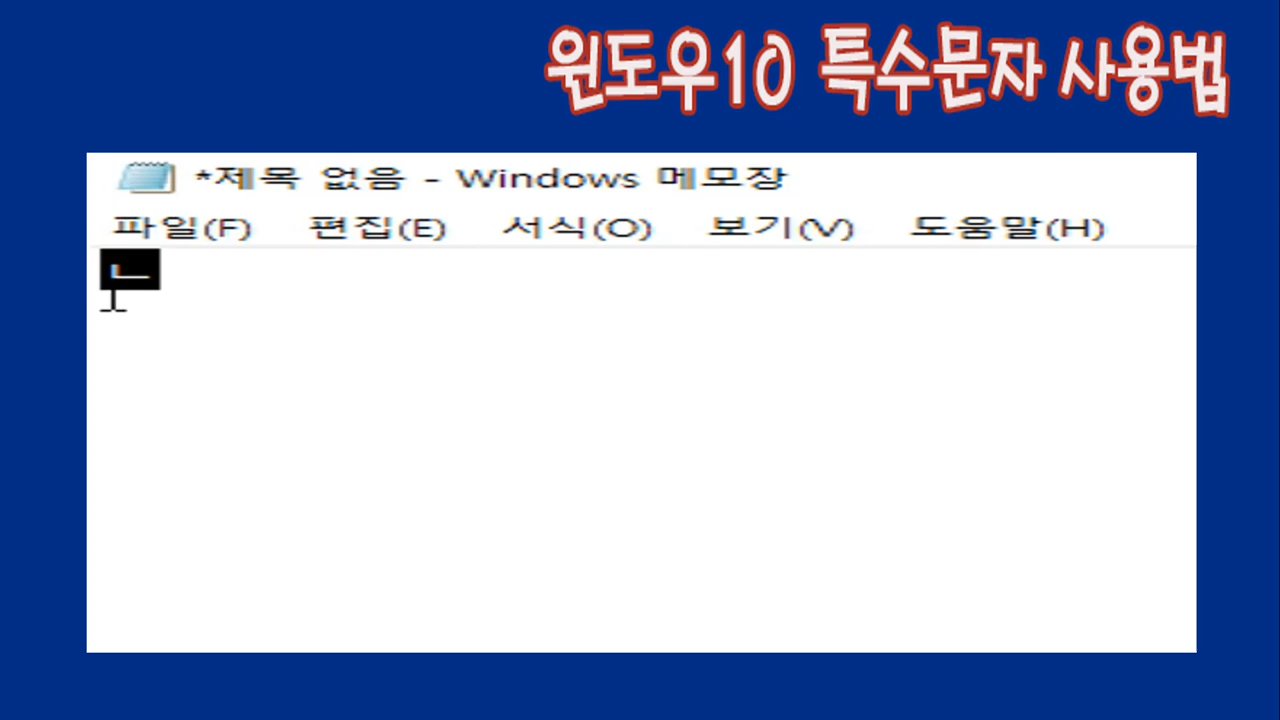 윈도우10 특수문자 사용법
*제목 없음 - Windows 메모장
파일(F) 편집(E) 서식(O) 보기(V) 도움말(H)
ㄴ